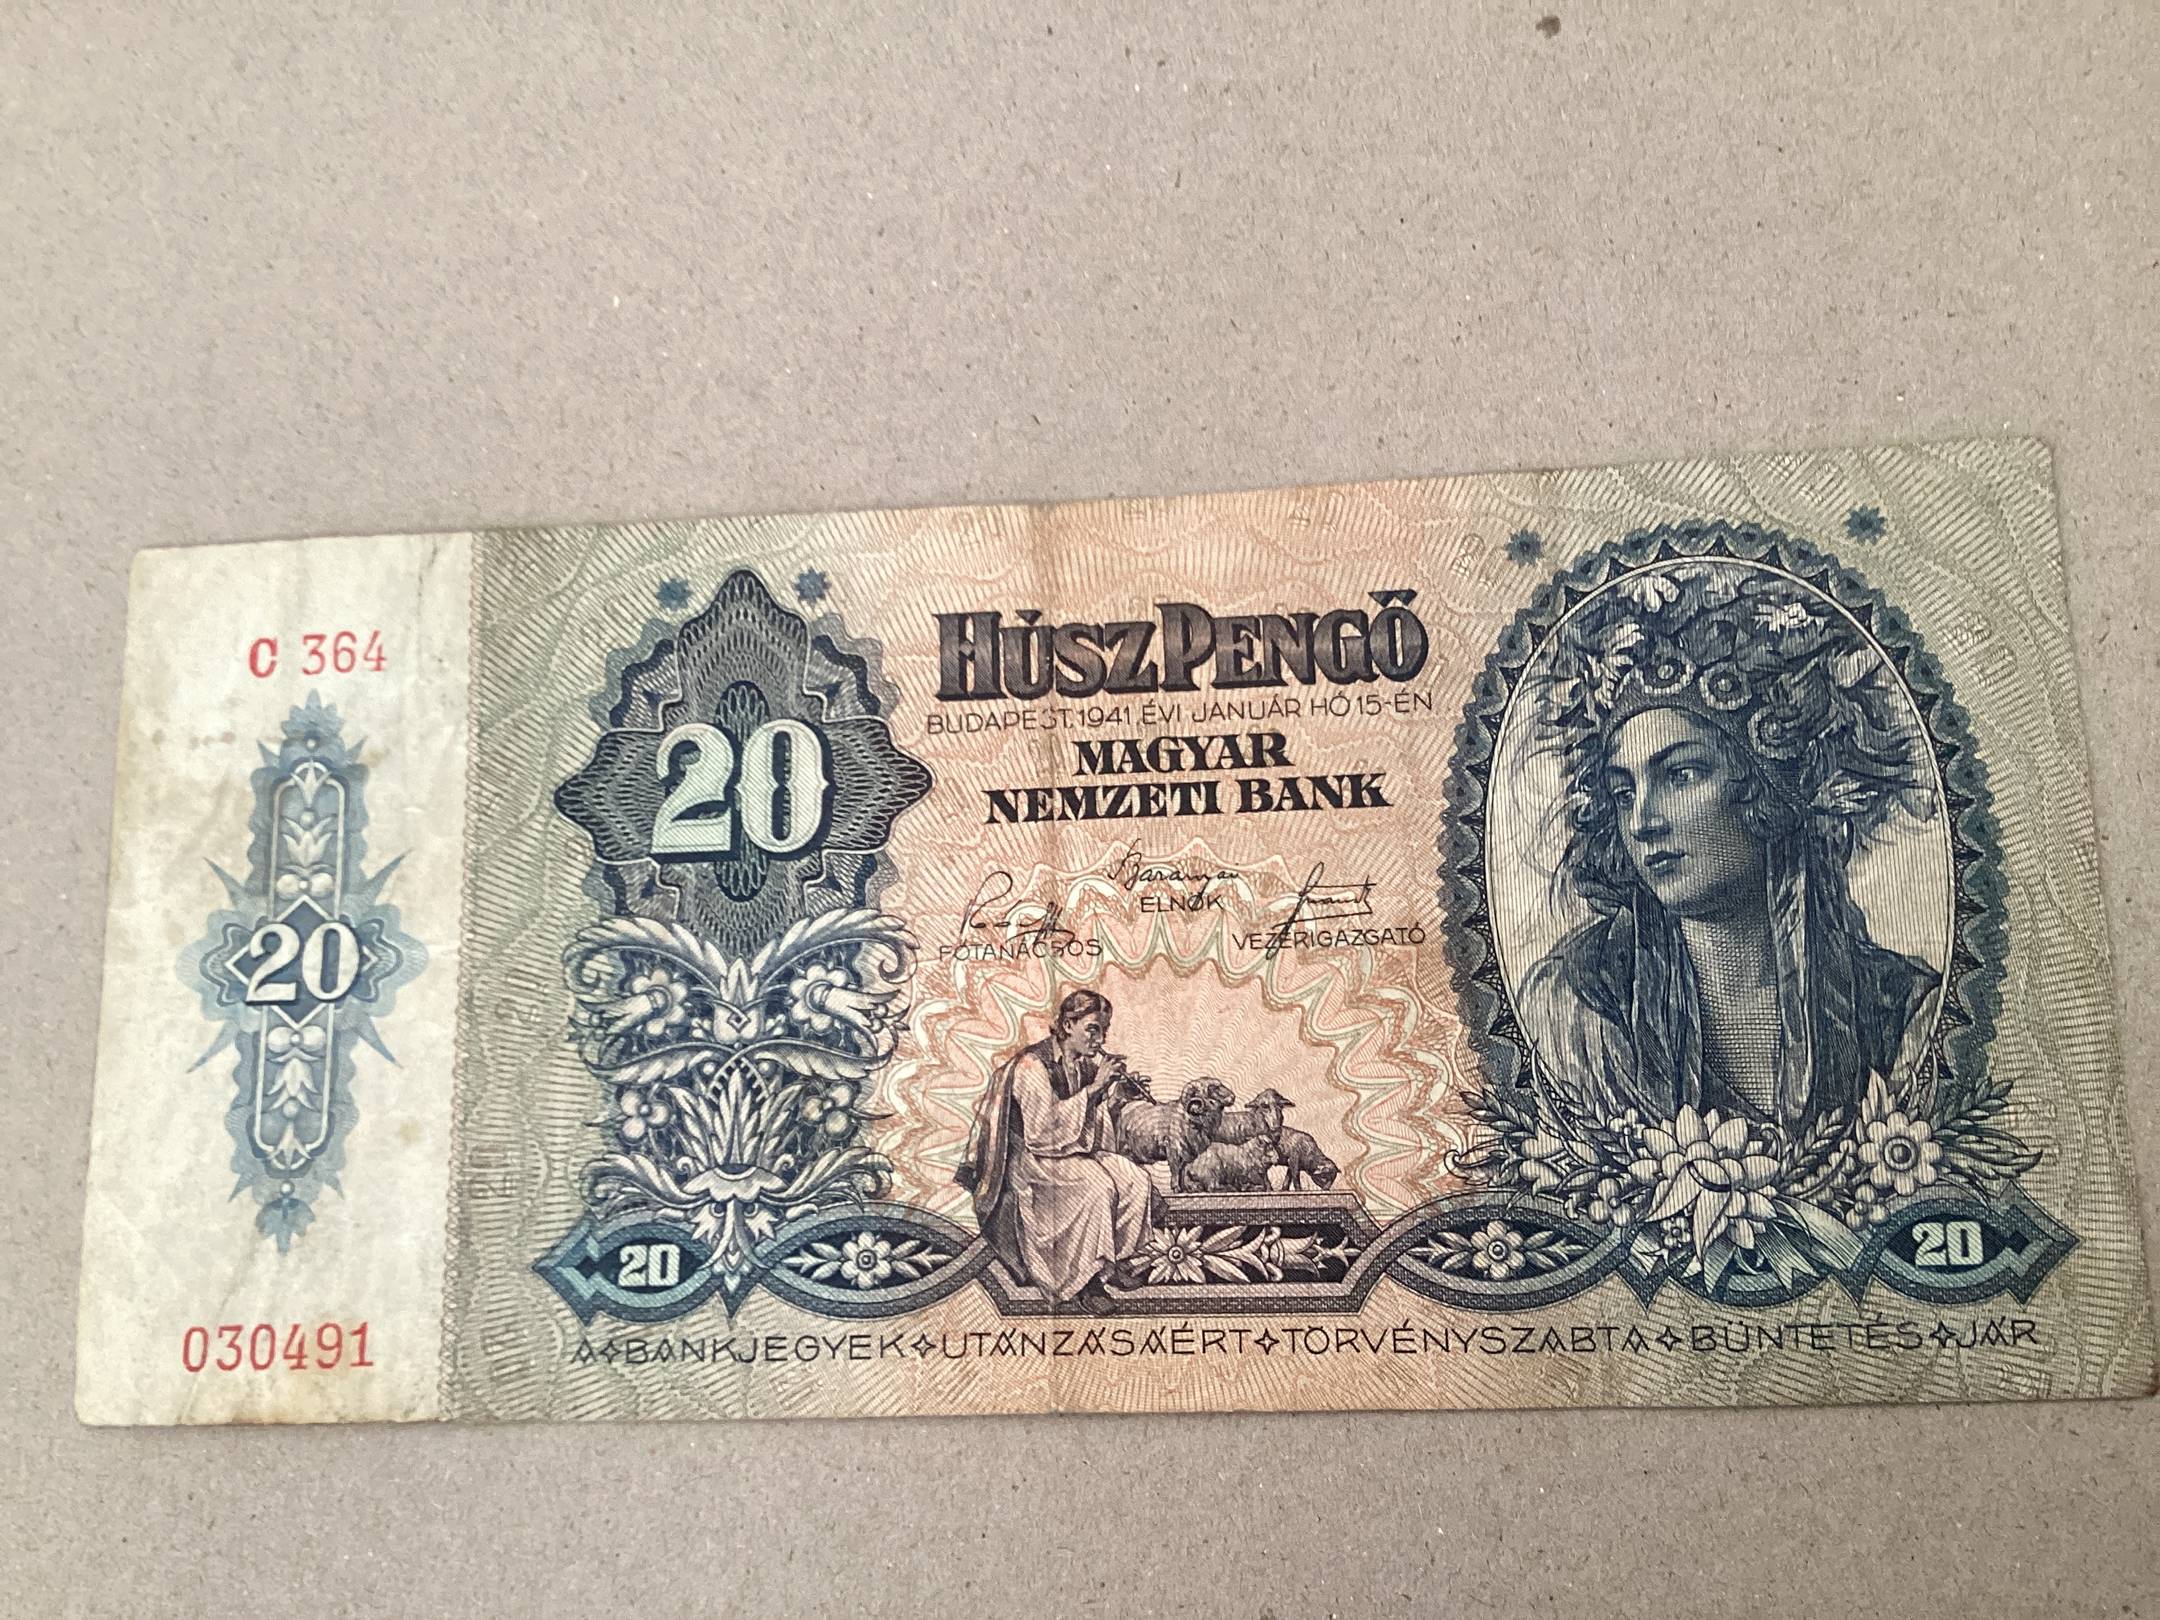 C 364
20
030491
20
HÚSZ PENGŐ
BUDAPEST, 1941. ÉVI JANUÁR HÓ 15-ÉN
MAGYAR
NEMZETI BANK
Baranyai
ELNÖK
FŐTANÁCSOS
VEZÉRIGAZGATÓ
20
20
A BANKJEGYEK UTÁNZÁSÁÉRT TÖRVÉNYSZABTA BÜNTETÉS JÁR